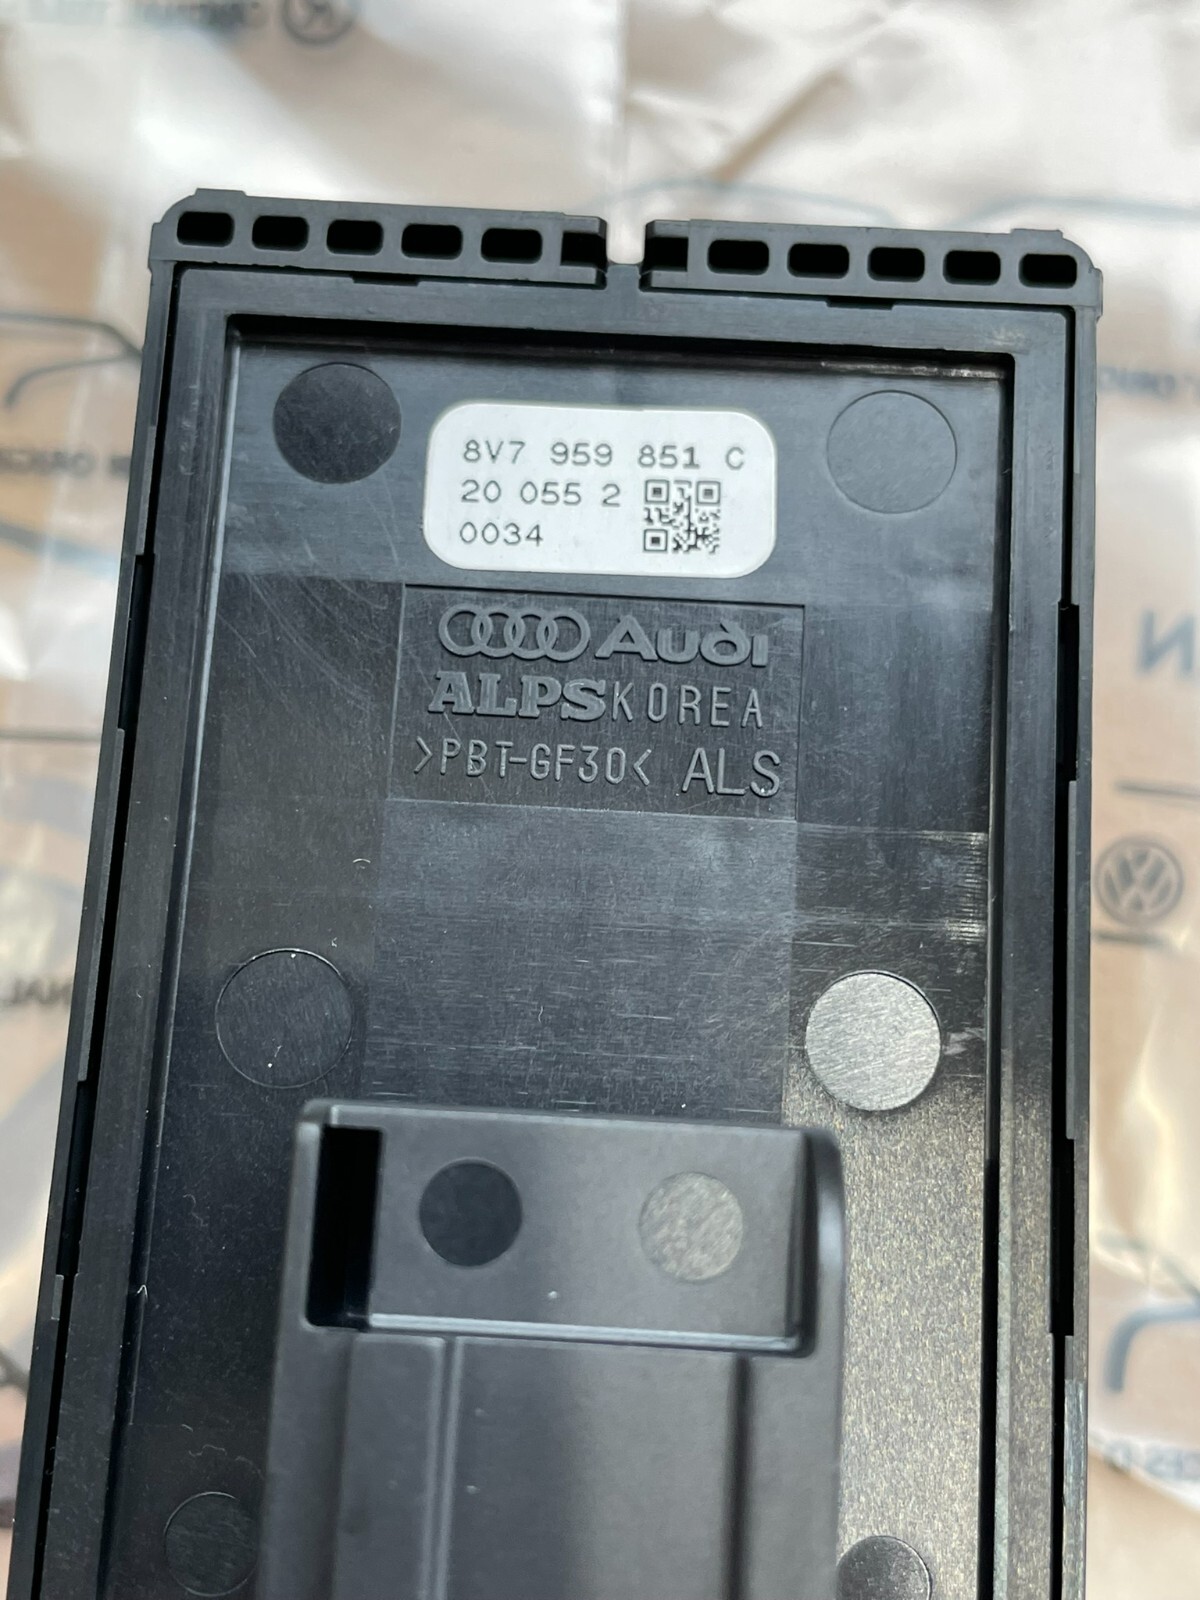 8V7 959 851 C
20 055 2
0034
Audi
ALPS KOREA
>PBT-GF30< ALS